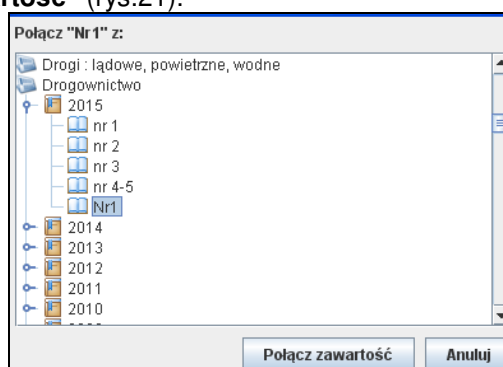 rtość" (rys.21).
Połącz "Nr1" z:
Drogi : lądowe, powietrzne, wodne
Drogownictwo
2015
nr 1
nr 2
nr 3
nr 4-5
Nr1
2014
2013
2012
2011
2010
Połącz zawartość Anuluj